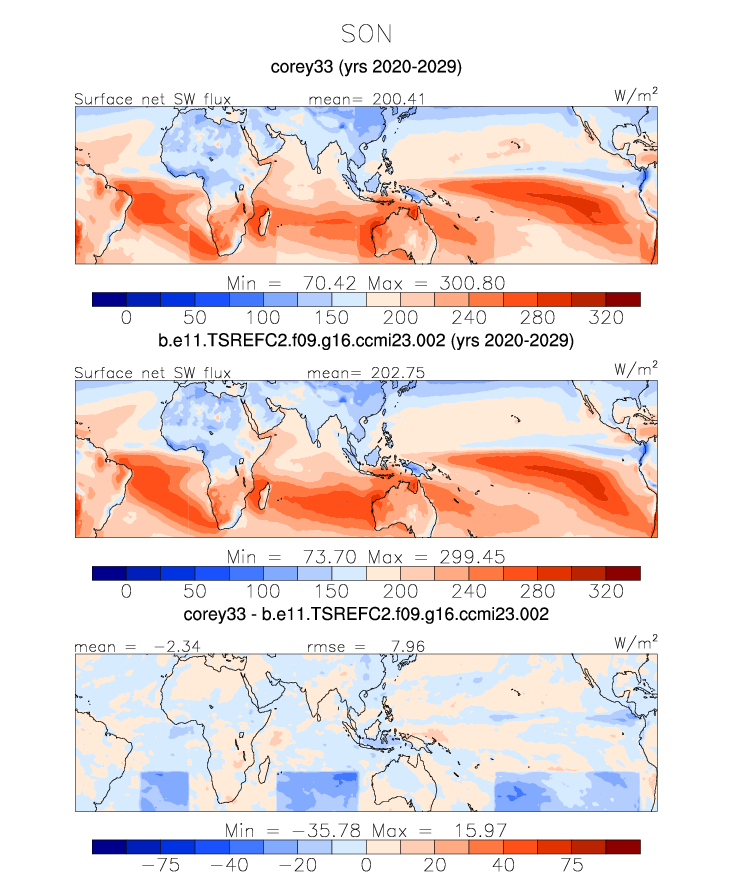 SON
corey33 (yrs 2020-2029)
Surface net SW flux mean= 200.41 W/m²
Min = 70.42 Max = 300.80
0 50 100 150 200 240 280 320
b.e11.TSREFC2.f09.g16.ccmi23.002 (yrs 2020-2029)
Surface net SW flux mean= 202.75 W/m²
Min = 73.70 Max = 299.45
0 50 100 150 200 240 280 320
corey33 - b.e11.TSREFC2.f09.g16.ccmi23.002
mean = −2.34 rmse = 7.96 W/m²
Min = −35.78 Max = 15.97
−75 −40 −20 0 20 40 75